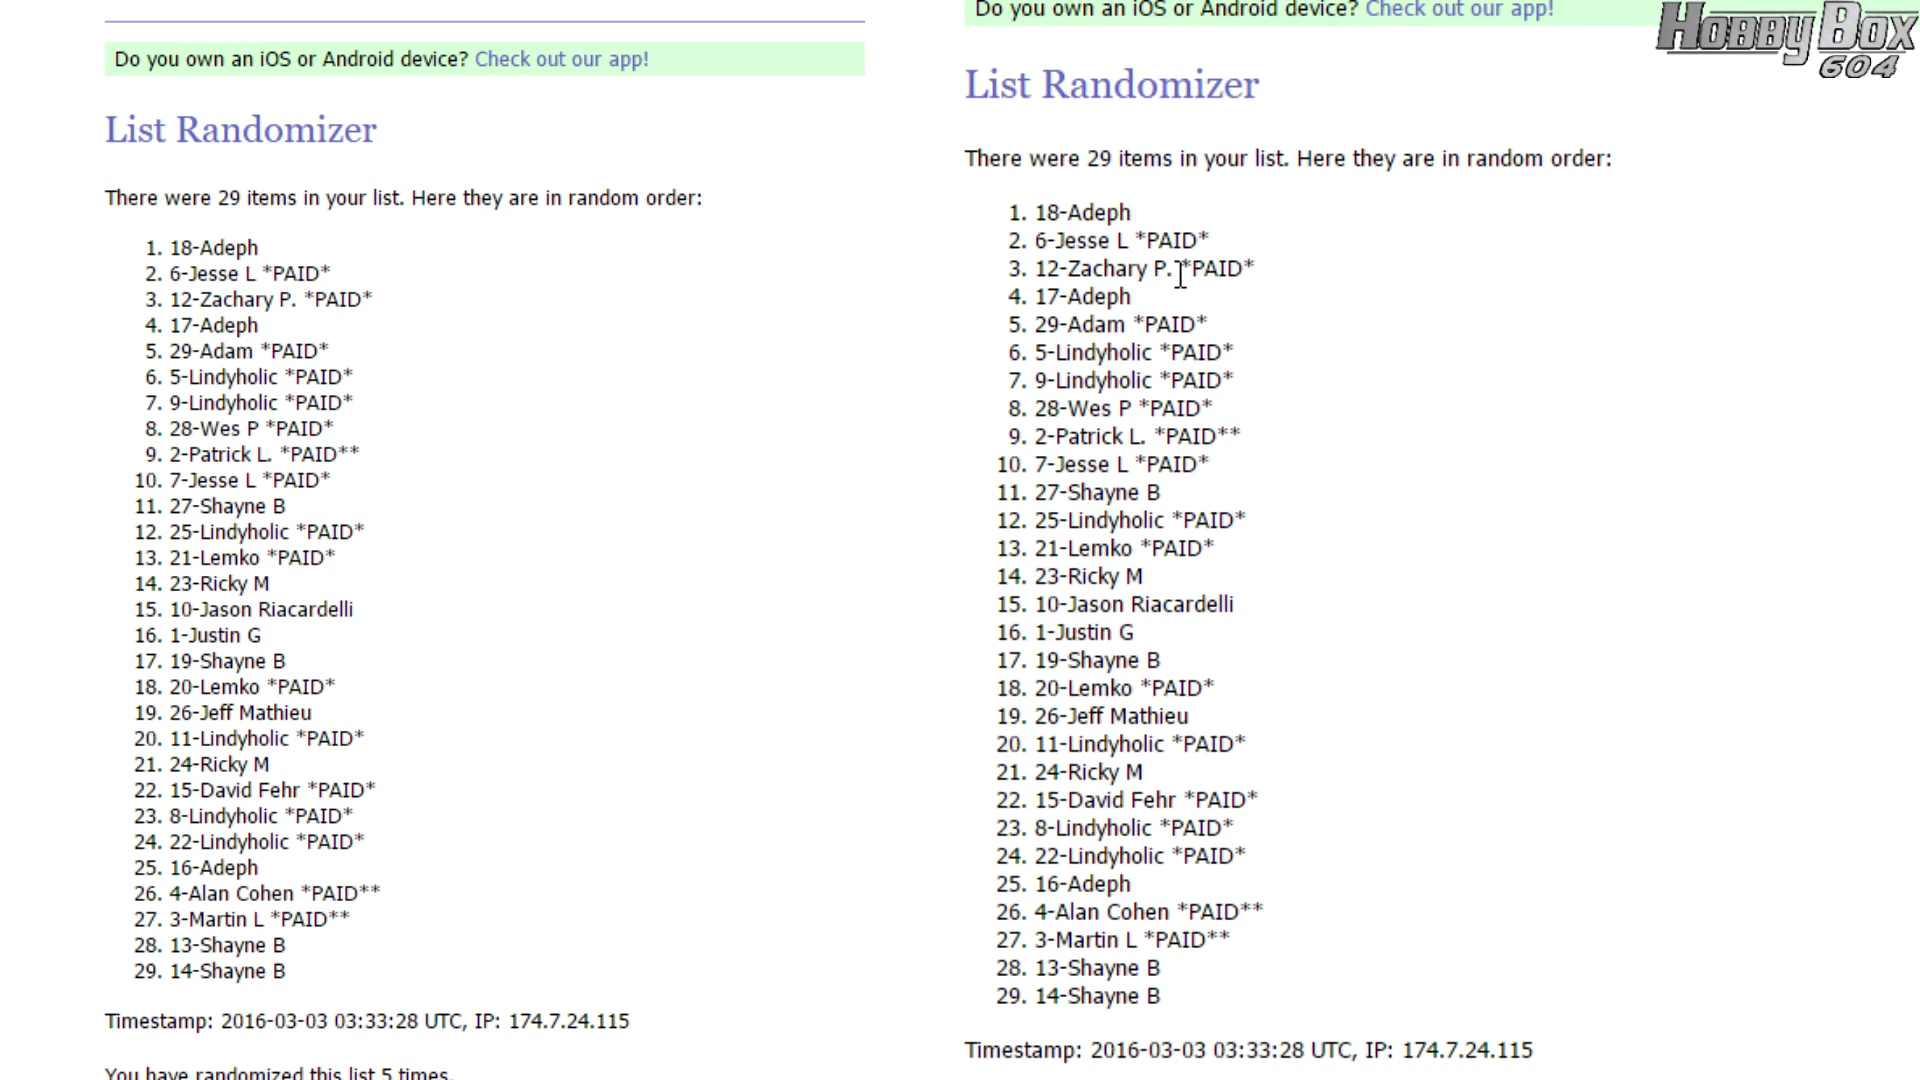 Do you own an iOS or Android device? Check out our app!
List Randomizer
There were 29 items in your list. Here they are in random order:
1. 18-Adeph
2. 6-Jesse L *PAID*
3. 12-Zachary P. *PAID*
4. 17-Adeph
5. 29-Adam *PAID*
6. 5-Lindyholic *PAID*
7. 9-Lindyholic *PAID*
8. 28-Wes P *PAID*
9. 2-Patrick L. *PAID**
10. 7-Jesse L *PAID*
11. 27-Shayne B
12. 25-Lindyholic *PAID*
13. 21-Lemko *PAID*
14. 23-Ricky M
15. 10-Jason Riacardelli
16. 1-Justin G
17. 19-Shayne B
18. 20-Lemko *PAID*
19. 26-Jeff Mathieu
20. 11-Lindyholic *PAID*
21. 24-Ricky M
22. 15-David Fehr *PAID*
23. 8-Lindyholic *PAID*
24. 22-Lindyholic *PAID*
25. 16-Adeph
26. 4-Alan Cohen *PAID**
27. 3-Martin L *PAID**
28. 13-Shayne B
29. 14-Shayne B
Timestamp: 2016-03-03 03:33:28 UTC, IP: 174.7.24.115
You have randomized this list 5 times.
Do you own an iOS or Android device? Check out our app!
List Randomizer
There were 29 items in your list. Here they are in random order:
1. 18-Adeph
2. 6-Jesse L *PAID*
3. 12-Zachary P. *PAID*
4. 17-Adeph
5. 29-Adam *PAID*
6. 5-Lindyholic *PAID*
7. 9-Lindyholic *PAID*
8. 28-Wes P *PAID*
9. 2-Patrick L. *PAID**
10. 7-Jesse L *PAID*
11. 27-Shayne B
12. 25-Lindyholic *PAID*
13. 21-Lemko *PAID*
14. 23-Ricky M
15. 10-Jason Riacardelli
16. 1-Justin G
17. 19-Shayne B
18. 20-Lemko *PAID*
19. 26-Jeff Mathieu
20. 11-Lindyholic *PAID*
21. 24-Ricky M
22. 15-David Fehr *PAID*
23. 8-Lindyholic *PAID*
24. 22-Lindyholic *PAID*
25. 16-Adeph
26. 4-Alan Cohen *PAID**
27. 3-Martin L *PAID**
28. 13-Shayne B
29. 14-Shayne B
Timestamp: 2016-03-03 03:33:28 UTC, IP: 174.7.24.115
HOBBY BOX
604